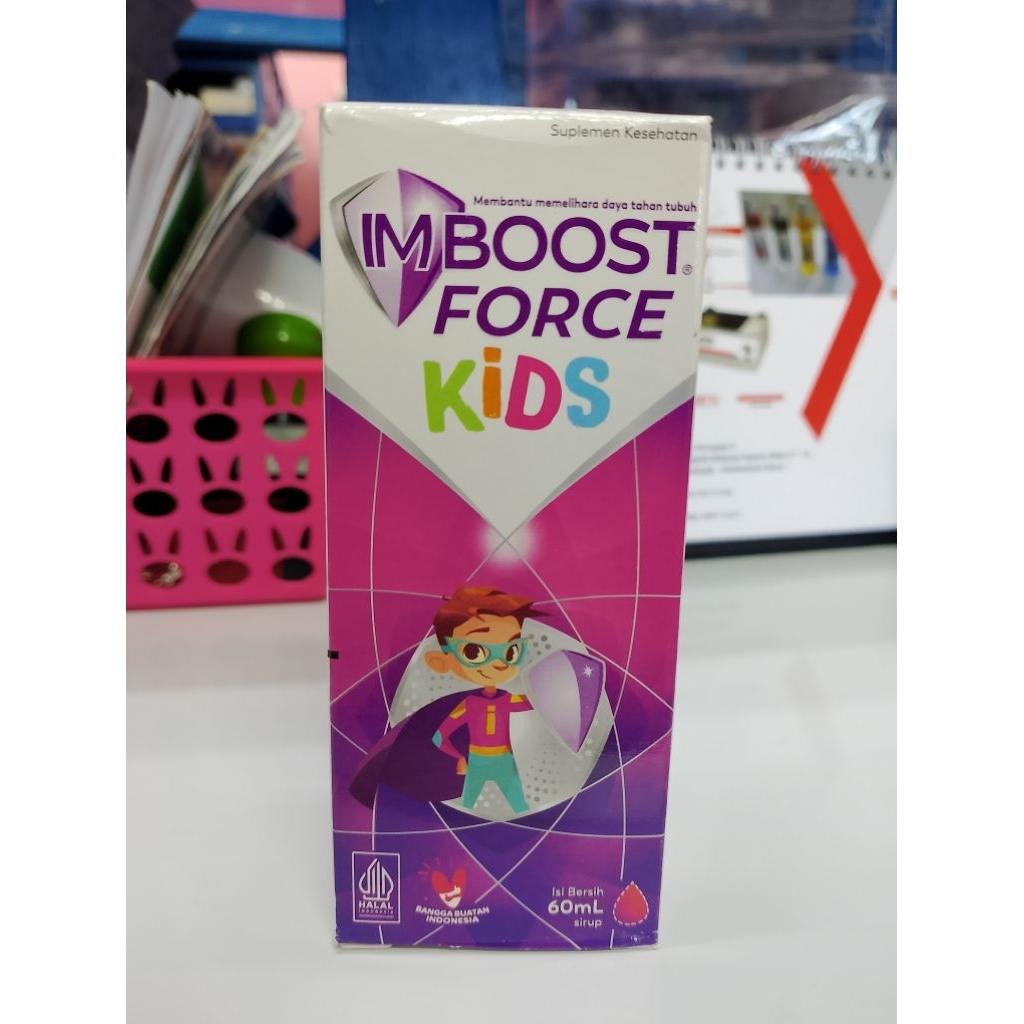 Suplemen Kesehatan
Membantu memelihara daya tahan tubuh
IMBOOST®
FORCE
KiDS
i
HALAL
INDONESIA
BANGGA BUATAN
INDONESIA
Isi Bersih
60mL
sirup